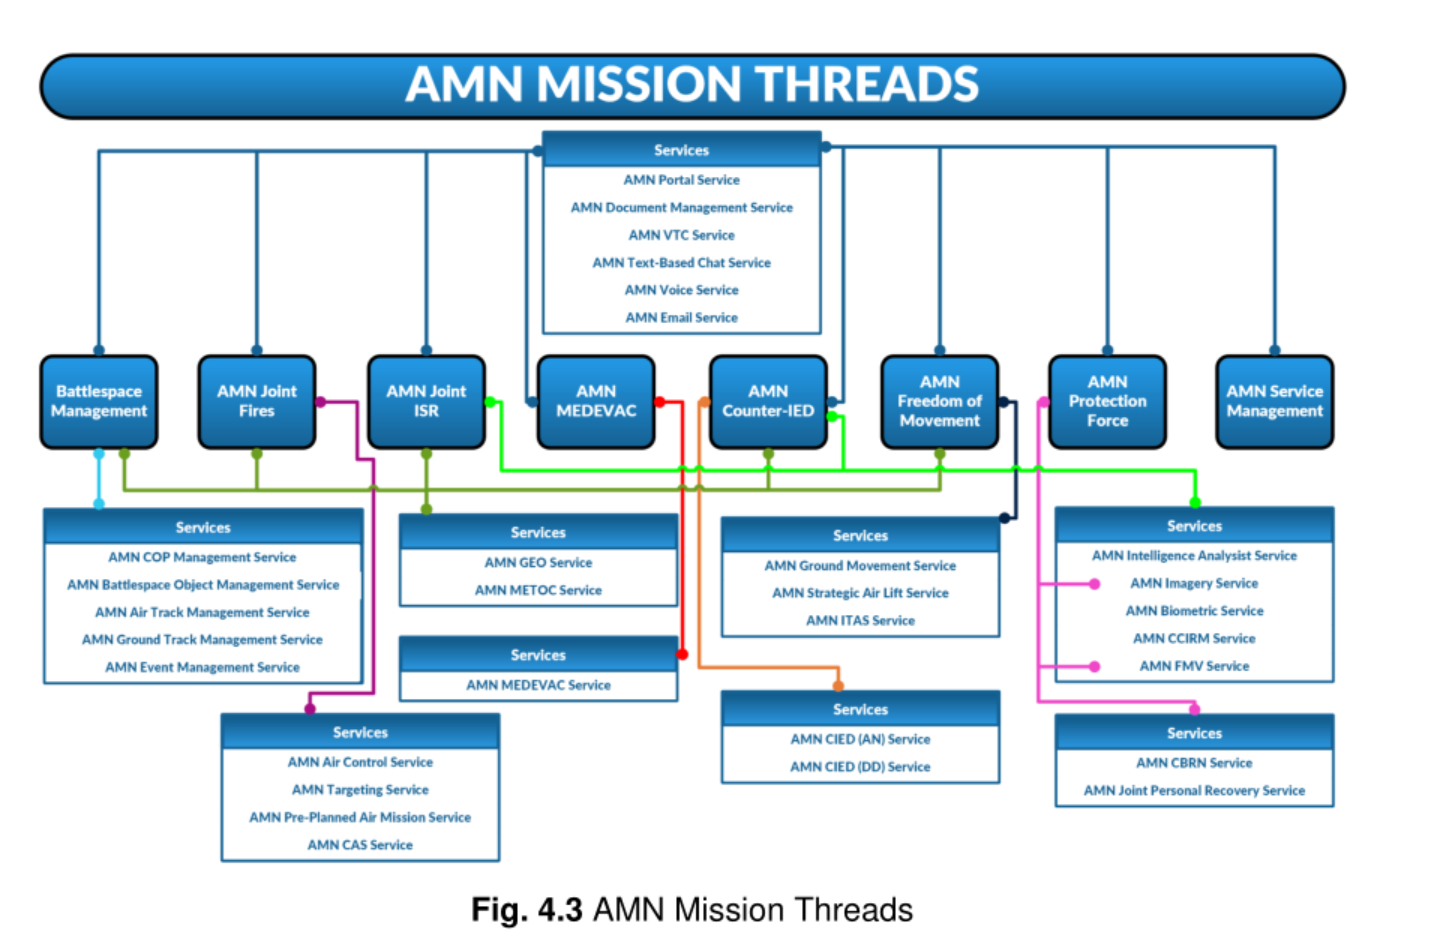 AMN MISSION THREADS
Services
AMN Portal Service
AMN Document Management Service
AMN VTC Service
AMN Text-Based Chat Service
AMN Voice Service
AMN Email Service
Battlespace
Management
AMN Joint
Fires
AMN Joint
ISR
AMN
MEDEVAC
AMN
Counter-IED
AMN
Freedom of
Movement
AMN
Protection
Force
AMN Service
Management
Services
AMN COP Management Service
AMN Battlespace Object Management Service
AMN Air Track Management Service
AMN Ground Track Management Service
AMN Event Management Service
Services
AMN GEO Service
AMN METOC Service
Services
AMN MEDEVAC Service
Services
AMN Ground Movement Service
AMN Strategic Air Lift Service
AMN ITAS Service
Services
AMN Intelligence Analysist Service
AMN Imagery Service
AMN Biometric Service
AMN CCIRM Service
AMN FMV Service
Services
AMN Air Control Service
AMN Targeting Service
AMN Pre-Planned Air Mission Service
AMN CAS Service
Services
AMN CIED (AN) Service
AMN CIED (DD) Service
Services
AMN CBRN Service
AMN Joint Personal Recovery Service
Fig. 4.3 AMN Mission Threads